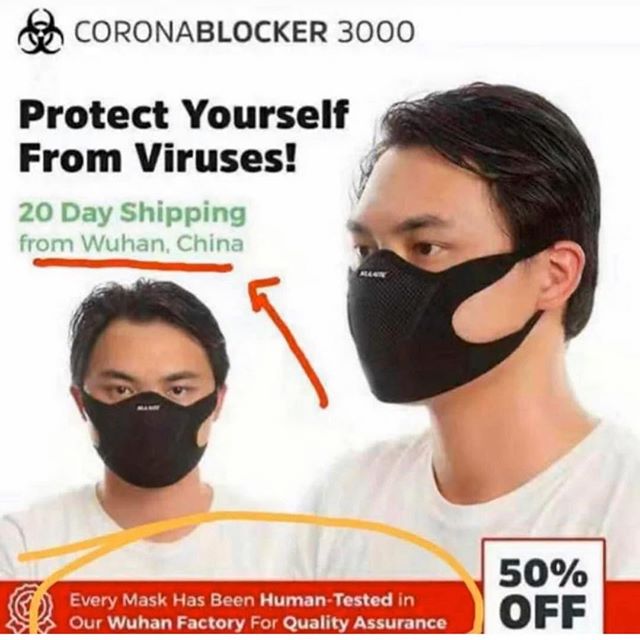 CORONABLOCKER 3000
Protect Yourself
From Viruses!
20 Day Shipping
from Wuhan, China
50%
OFF
Every Mask Has Been Human-Tested in
Our Wuhan Factory For Quality Assurance